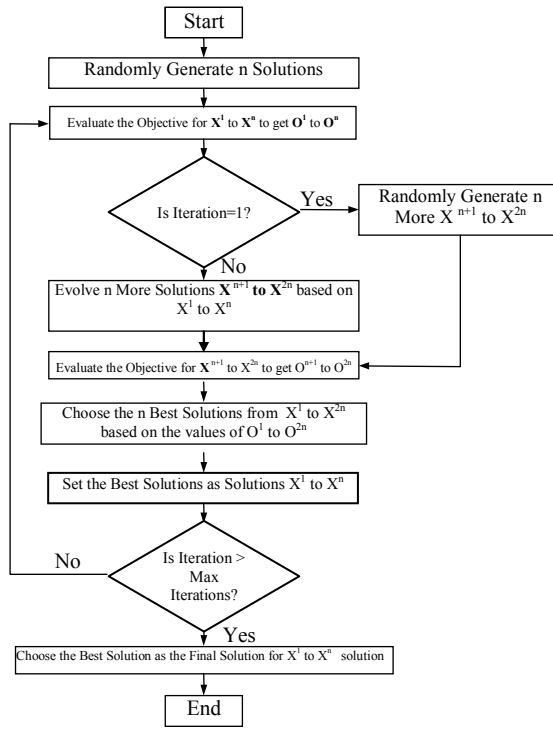 Start
Randomly Generate n Solutions
Evaluate the Objective for X¹ to Xⁿ to get O¹ to Oⁿ
Is Iteration=1?
Yes
Randomly Generate n
More X ⁿ⁺¹ to X²ⁿ
No
Evolve n More Solutions Xⁿ⁺¹ to X²ⁿ based on
X¹ to Xⁿ
Evaluate the Objective for Xⁿ⁺¹ to X²ⁿ to get Oⁿ⁺¹ to O²ⁿ
Choose the n Best Solutions from X¹ to X²ⁿ
based on the values of O¹ to O²ⁿ
Set the Best Solutions as Solutions X¹ to Xⁿ
No
Is Iteration >
Max
Iterations?
Yes
Choose the Best Solution as the Final Solution for X¹ to Xⁿ solution
End